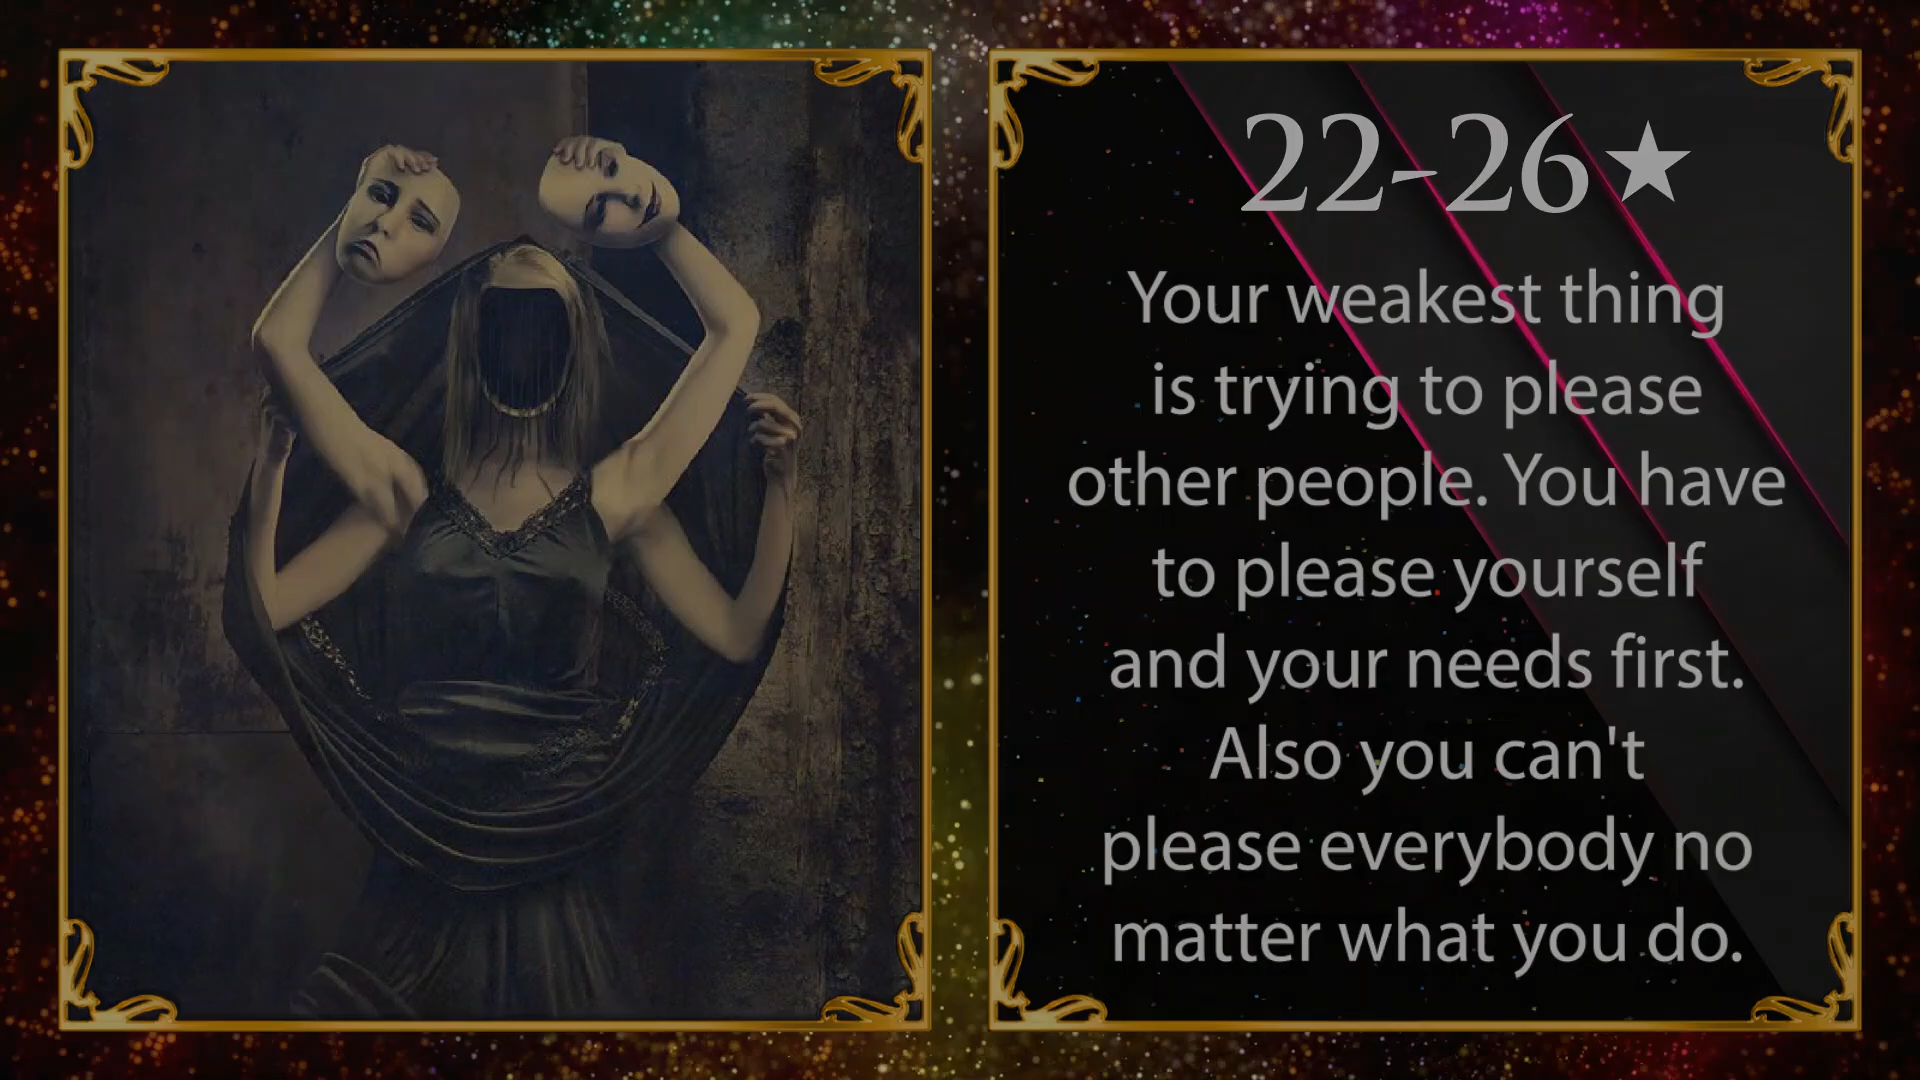 22-26★
Your weakest thing
is trying to please
other people. You have
to please yourself
and your needs first.
Also you can't
please everybody no
matter what you do.